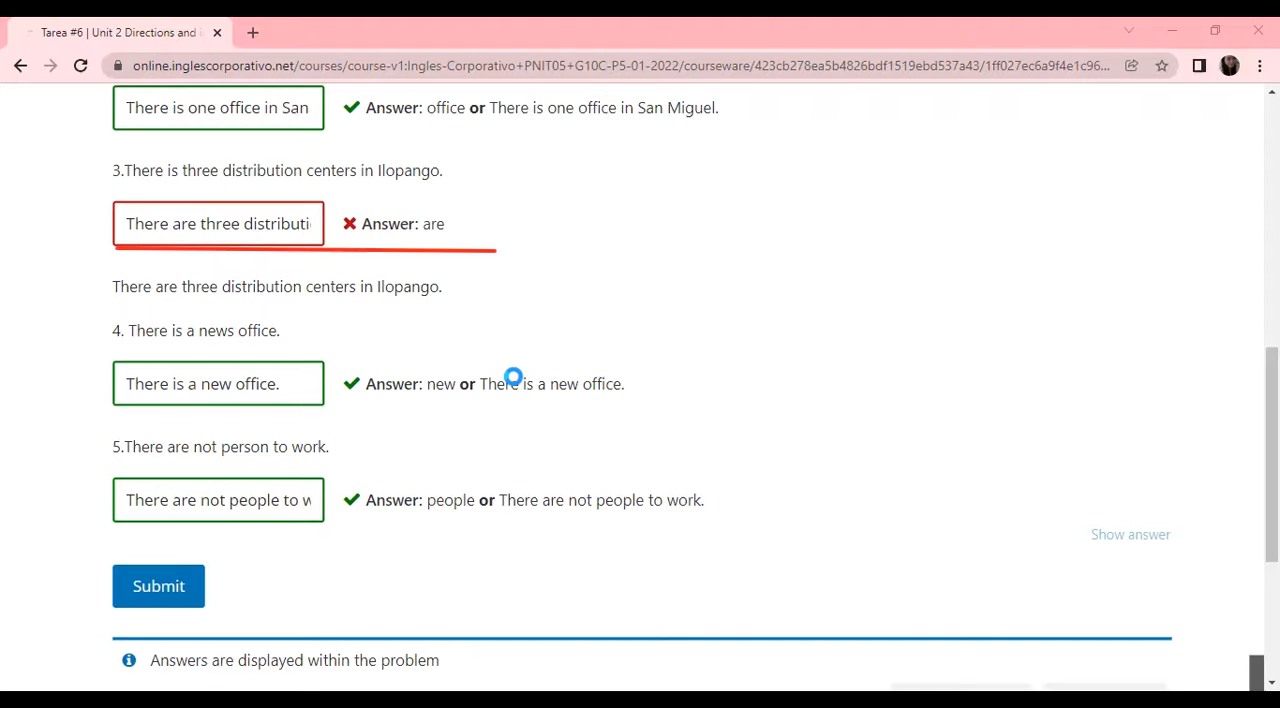 Tarea #6 | Unit 2 Directions and
online.inglescorporativo.net/courses/course-v1:Ingles-Corporativo+PNIT05+G10C-P5-01-2022/courseware/423cb278ea5b4826bdf1519ebd537a43/1ff027ec6a9f4e1c96...
There is one office in San
Answer: office or There is one office in San Miguel.
3.There is three distribution centers in Ilopango.
There are three distributi
Answer: are
There are three distribution centers in Ilopango.
4. There is a news office.
There is a new office.
Answer: new or There is a new office.
5.There are not person to work.
There are not people to w
Answer: people or There are not people to work.
Show answer
Submit
Answers are displayed within the problem